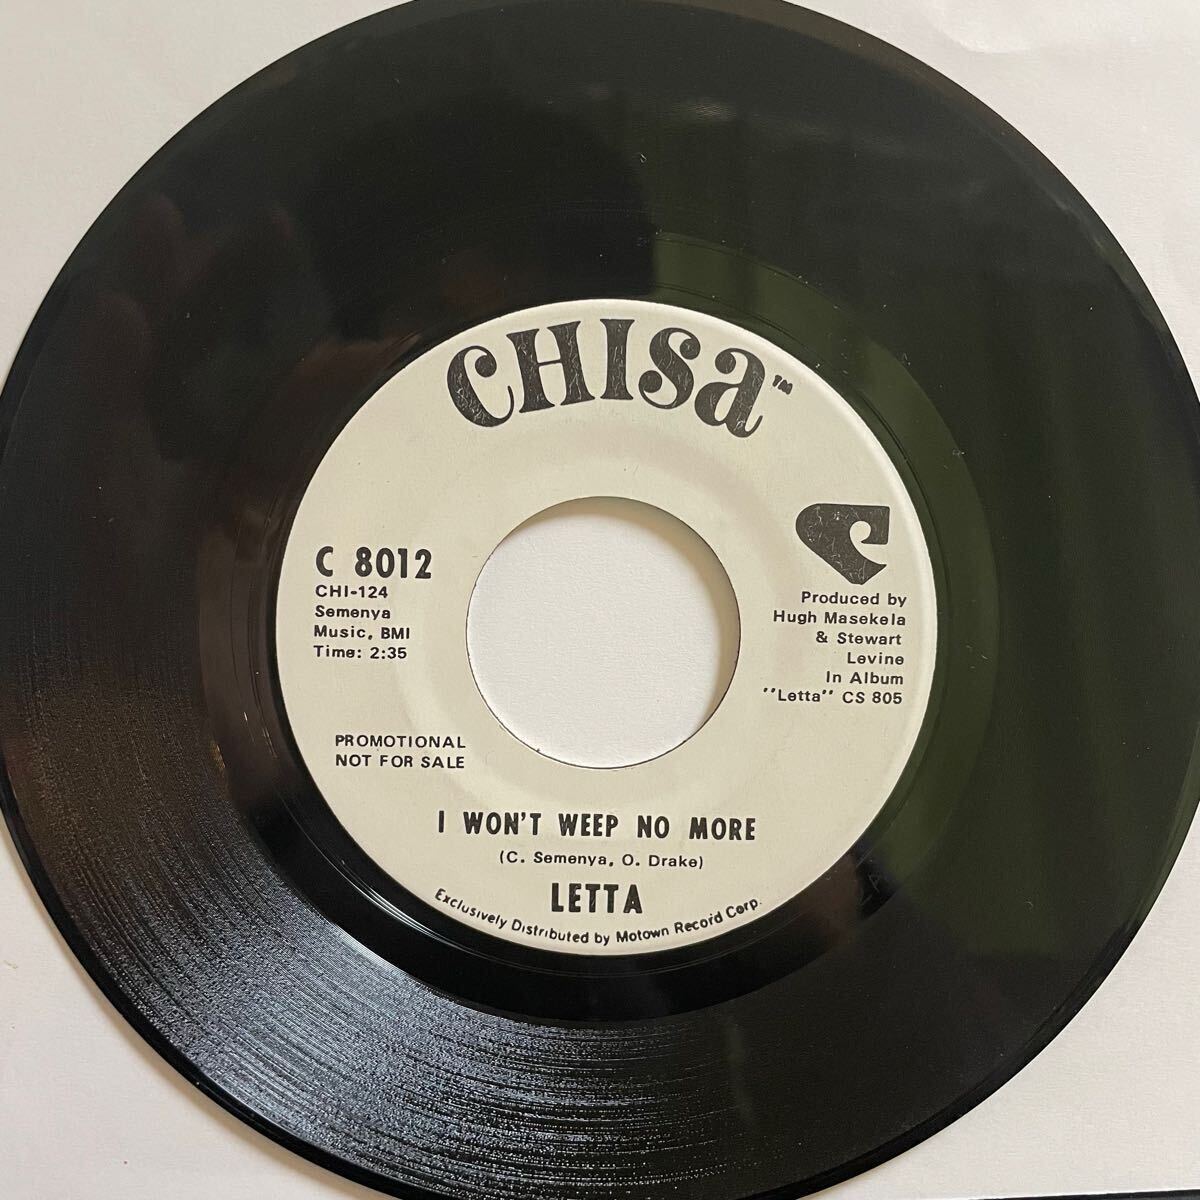 CHISA™
C 8012
CHI-124
Semenya
Music, BMI
Time: 2:35
Produced by
Hugh Masekela
& Stewart
Levine
In Album
"Letta" CS 805
PROMOTIONAL
NOT FOR SALE
I WON'T WEEP NO MORE
(C. Semenya, O. Drake)
LETTA
Exclusively Distributed by Motown Record Corp.